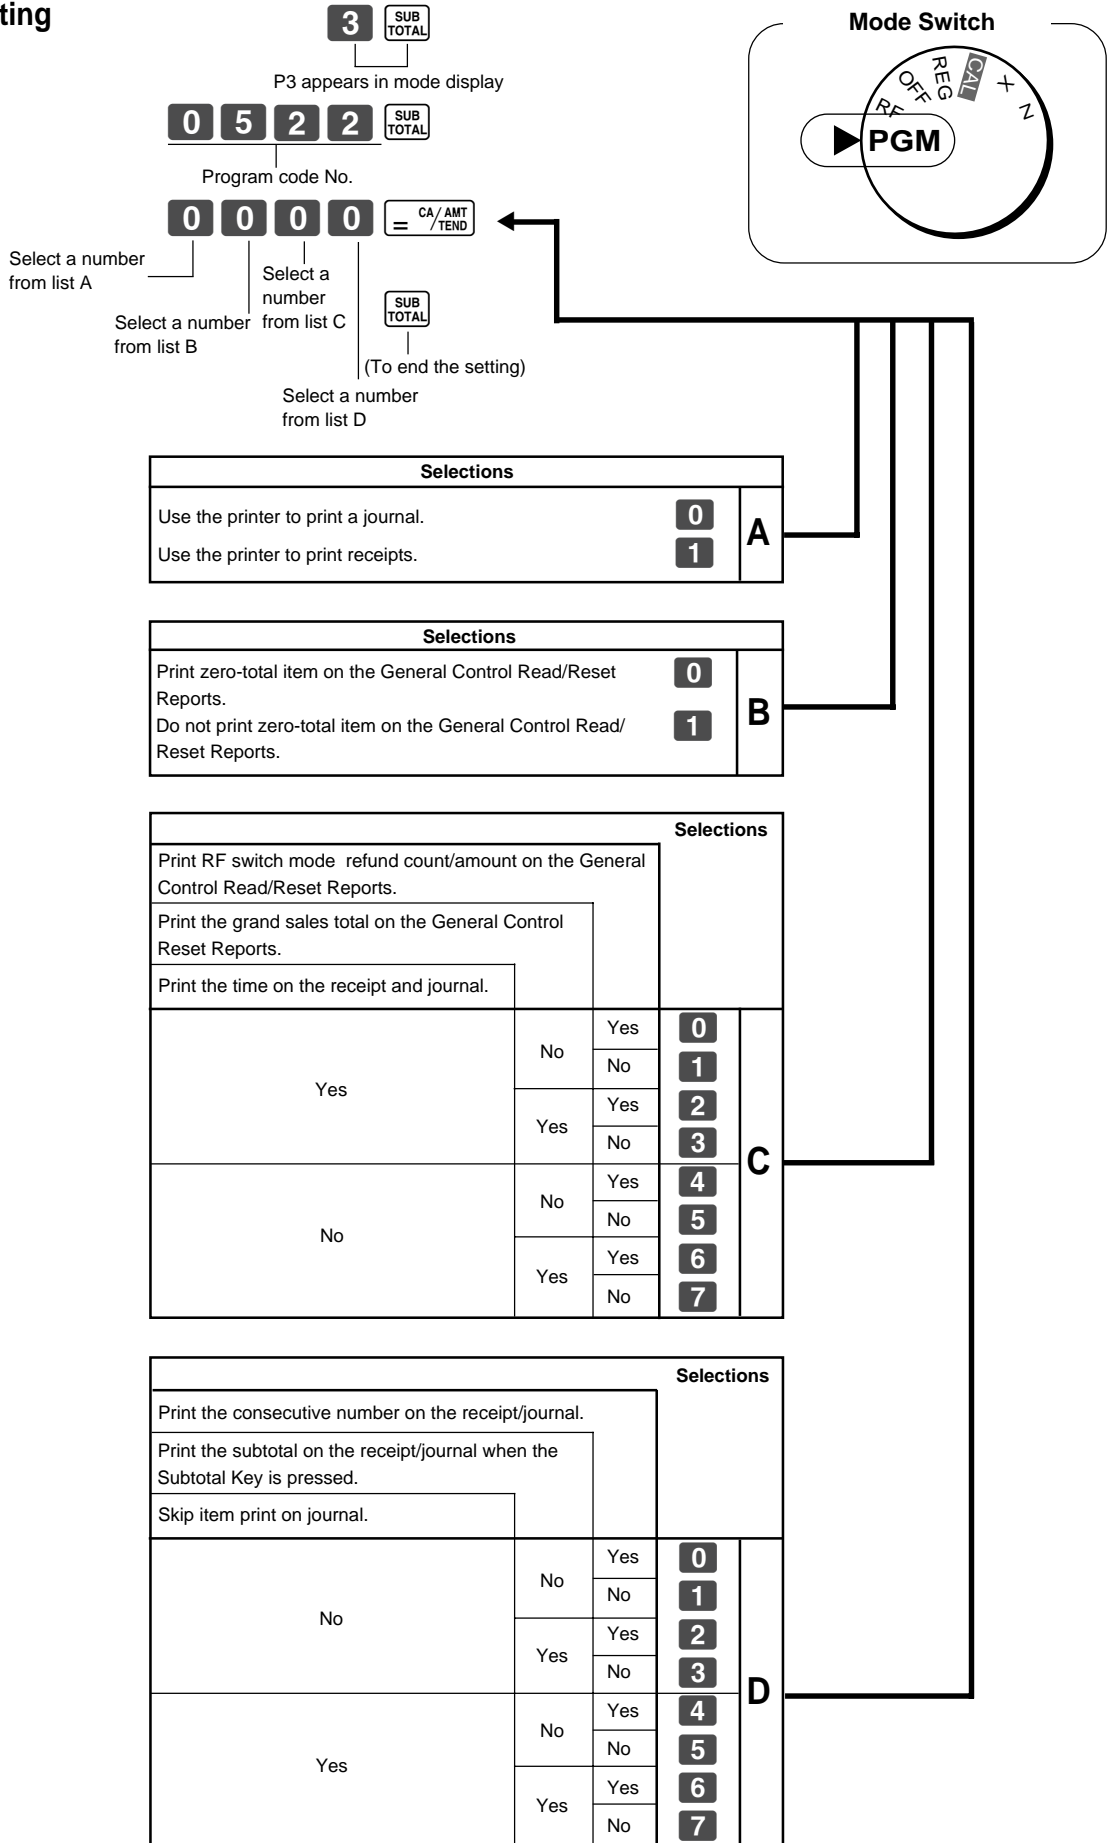 ting
3 SUB TOTAL
P3 appears in mode display
0 5 2 2 SUB TOTAL
Program code No.
0 0 0 0 = CA/AMT/TEND
Select a number
from list A
Select a number
from list B
Select a
number
from list C
SUB TOTAL
(To end the setting)
Select a number
from list D
Mode Switch
RF
OFF
REG
CAL
X
Z
PGM
Selections
Use the printer to print a journal. 0
Use the printer to print receipts. 1
A
Selections
Print zero-total item on the General Control Read/Reset 0
Reports.
Do not print zero-total item on the General Control Read/ 1
Reset Reports.
B
Selections
Print RF switch mode refund count/amount on the General
Control Read/Reset Reports.
Print the grand sales total on the General Control
Reset Reports.
Print the time on the receipt and journal.
Yes No Yes 0
No 1
Yes Yes 2
No 3
No No Yes 4
No 5
Yes Yes 6
No 7
C
Selections
Print the consecutive number on the receipt/journal.
Print the subtotal on the receipt/journal when the
Subtotal Key is pressed.
Skip item print on journal.
No No Yes 0
No 1
Yes Yes 2
No 3
Yes No Yes 4
No 5
Yes Yes 6
No 7
D